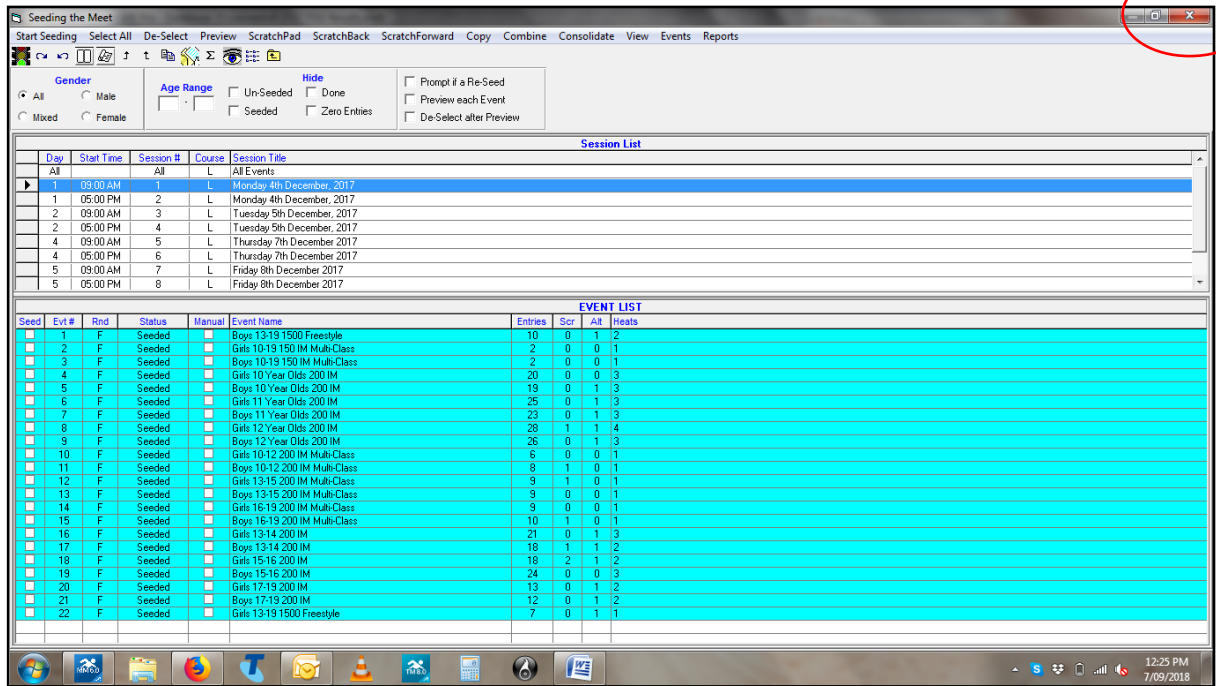 Seeding the Meet
Start Seeding Select All De-Select Preview ScratchPad ScratchBack ScratchForward Copy Combine Consolidate View Events Reports
Gender
All Male
Mixed Female
Age Range
-
Hide
Un-Seeded Done
Seeded Zero Entries
Prompt if a Re-Seed
Preview each Event
De-Select after Preview
Session List
Day Start Time Session # Course Session Title
All All L All Events
1 09:00 AM 1 L Monday 4th December, 2017
1 05:00 PM 2 L Monday 4th December, 2017
2 09:00 AM 3 L Tuesday 5th December, 2017
2 05:00 PM 4 L Tuesday 5th December, 2017
4 09:00 AM 5 L Thursday 7th December 2017
4 05:00 PM 6 L Thursday 7th December 2017
5 09:00 AM 7 L Friday 8th December 2017
5 05:00 PM 8 L Friday 8th December 2017
EVENT LIST
Seed Evt # Rnd Status Manual Event Name Entries Scr Alt Heats
1 F Seeded Boys 13-19 1500 Freestyle 10 0 1 2
2 F Seeded Girls 10-19 150 IM Multi-Class 2 0 0 1
3 F Seeded Boys 10-19 150 IM Multi-Class 2 0 0 1
4 F Seeded Girls 10 Year Olds 200 IM 20 0 0 3
5 F Seeded Boys 10 Year Olds 200 IM 19 0 1 3
6 F Seeded Girls 11 Year Olds 200 IM 25 0 1 3
7 F Seeded Boys 11 Year Olds 200 IM 23 0 1 3
8 F Seeded Girls 12 Year Olds 200 IM 28 1 1 4
9 F Seeded Boys 12 Year Olds 200 IM 26 0 1 3
10 F Seeded Girls 10-12 200 IM Multi-Class 6 0 0 1
11 F Seeded Boys 10-12 200 IM Multi-Class 8 1 0 1
12 F Seeded Girls 13-15 200 IM Multi-Class 9 1 0 1
13 F Seeded Boys 13-15 200 IM Multi-Class 9 0 0 1
14 F Seeded Girls 16-19 200 IM Multi-Class 9 0 0 1
15 F Seeded Boys 16-19 200 IM Multi-Class 10 1 0 1
16 F Seeded Girls 13-14 200 IM 21 0 1 3
17 F Seeded Boys 13-14 200 IM 18 1 1 2
18 F Seeded Girls 15-16 200 IM 18 2 1 2
19 F Seeded Boys 15-16 200 IM 24 0 0 3
20 F Seeded Girls 17-19 200 IM 13 0 1 2
21 F Seeded Boys 17-19 200 IM 12 0 1 2
22 F Seeded Girls 13-19 1500 Freestyle 7 0 1 1
MM6.0 TM 8.0 12:25 PM
7/09/2018